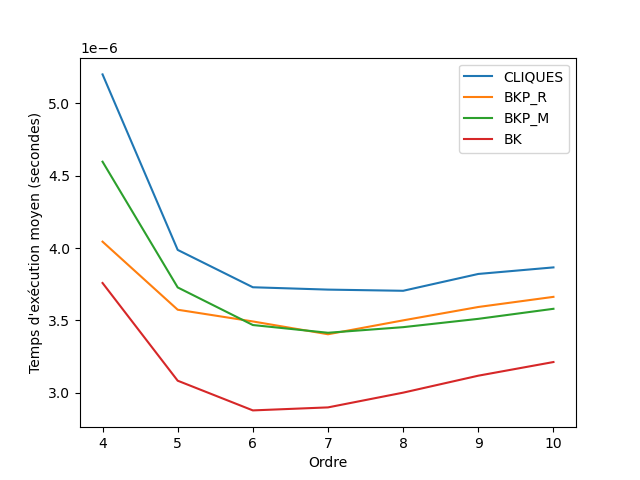 1e−6
5.0
4.5
4.0
3.5
3.0
Temps d'exécution moyen (secondes)
CLIQUES
BKP_R
BKP_M
BK
4 5 6 7 8 9 10
Ordre